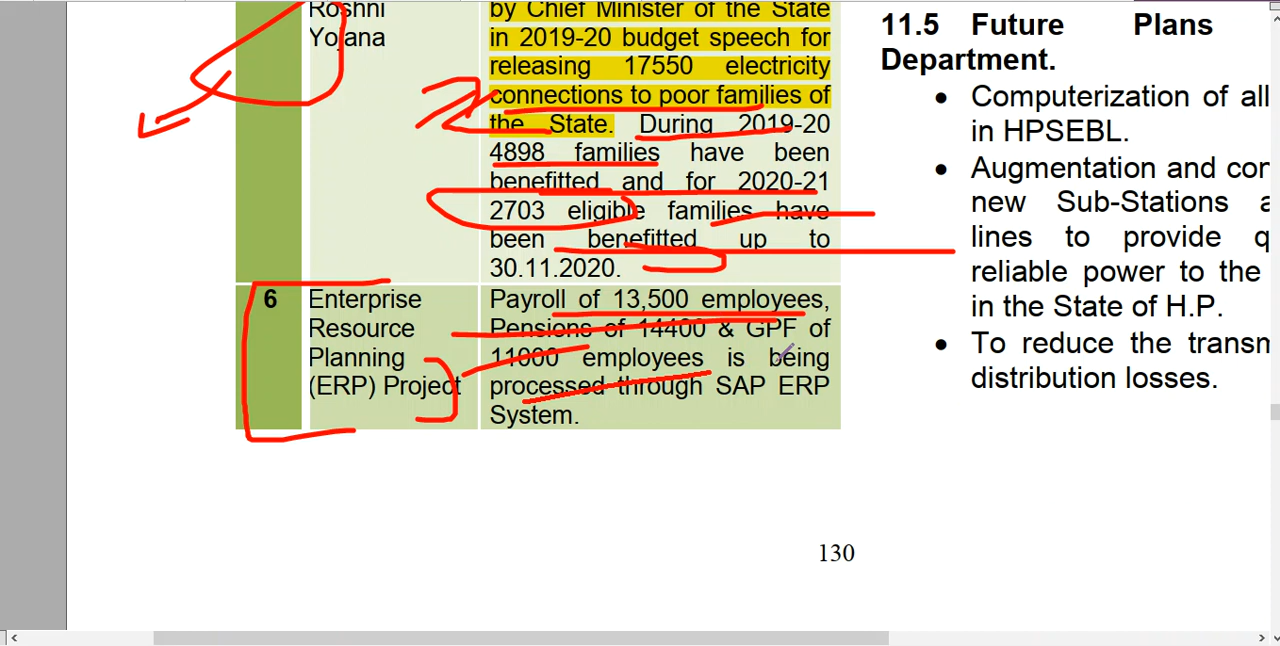 Roshni
Yojana
by Chief Minister of the State
in 2019-20 budget speech for
releasing 17550 electricity
connections to poor families of
the State. During 2019-20
4898 families have been
benefitted and for 2020-21
2703 eligible families have
been benefitted up to
30.11.2020.
6
Enterprise
Resource
Planning
(ERP) Project
Payroll of 13,500 employees,
Pensions of 14400 & GPF of
11000 employees is being
processed through SAP ERP
System.
130
11.5 Future Plans
Department.
• Computerization of all
in HPSEBL.
• Augmentation and con
new Sub-Stations a
lines to provide q
reliable power to the
in the State of H.P.
• To reduce the transm
distribution losses.